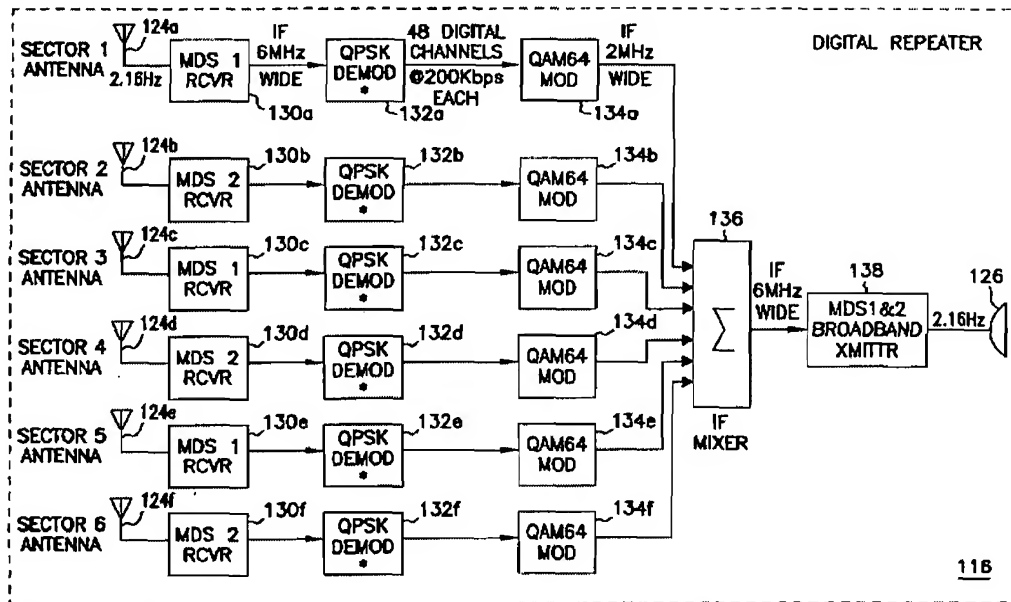 DIGITAL REPEATER
SECTOR 1
ANTENNA
124a
2.16Hz
MDS 1
RCVR
130a
IF
6MHz
WIDE
QPSK
DEMOD
*
132a
48 DIGITAL
CHANNELS
@200Kbps
EACH
QAM64
MOD
134a
IF
2MHz
WIDE
SECTOR 2
ANTENNA
124b
MDS 2
RCVR
130b
QPSK
DEMOD
*
132b
QAM64
MOD
134b
SECTOR 3
ANTENNA
124c
MDS 1
RCVR
130c
QPSK
DEMOD
*
132c
QAM64
MOD
134c
SECTOR 4
ANTENNA
124d
MDS 2
RCVR
130d
QPSK
DEMOD
*
132d
QAM64
MOD
134d
SECTOR 5
ANTENNA
124e
MDS 1
RCVR
130e
QPSK
DEMOD
*
132e
QAM64
MOD
134e
SECTOR 6
ANTENNA
124f
MDS 2
RCVR
130f
QPSK
DEMOD
*
132f
QAM64
MOD
134f
136
Σ
IF
MIXER
IF
6MHz
WIDE
138
MDS1&2
BROADBAND
XMITTR
2.16Hz
126
116